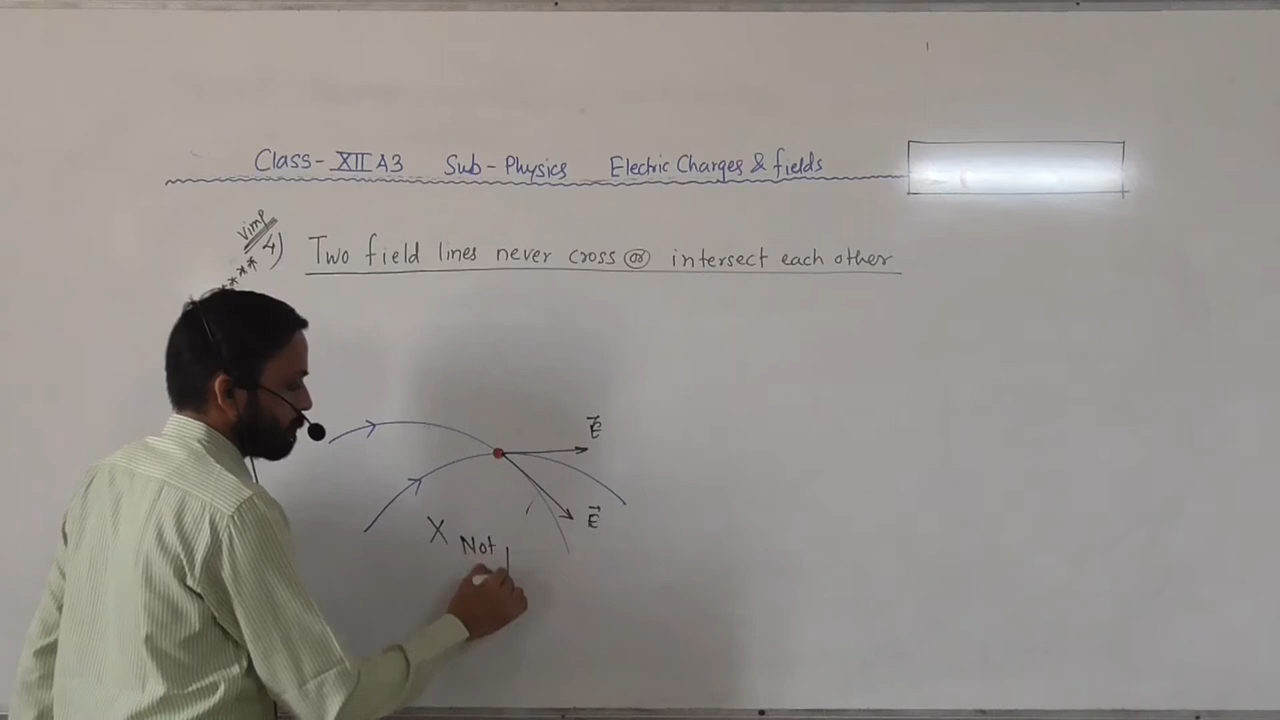 Class - XII A3 Sub - Physics Electric Charges & fields
Vimp
**** 4) Two field lines never cross or intersect each other
E⃗
E⃗
X Not